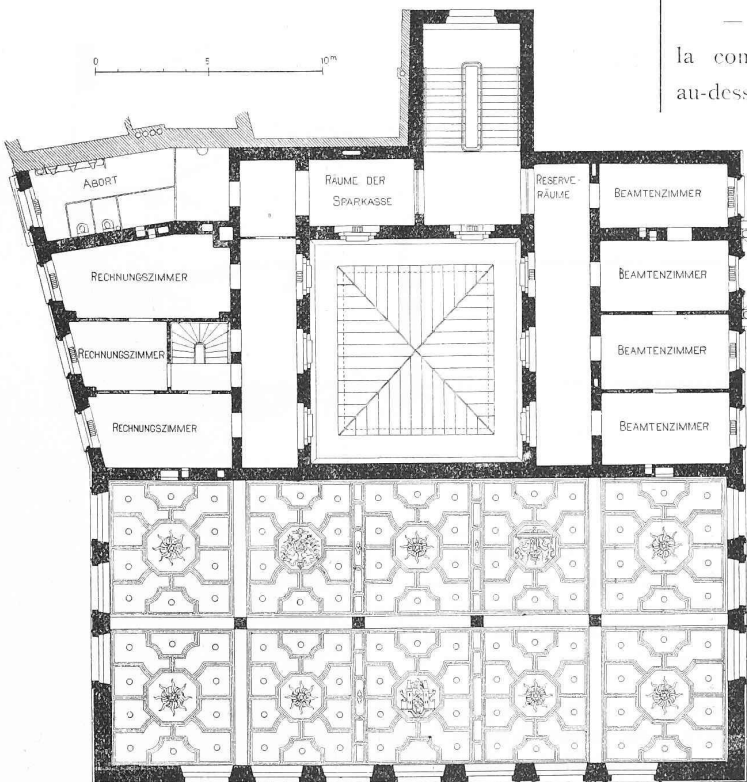 0 5 10 m
la con
au-dess
ABORT
RÄUME DER
SPARKASSE
RESERVE-
RÄUME
BEAMTENZIMMER
RECHNUNGSZIMMER
BEAMTENZIMMER
RECHNUNGSZIMMER
BEAMTENZIMMER
RECHNUNGSZIMMER
BEAMTENZIMMER